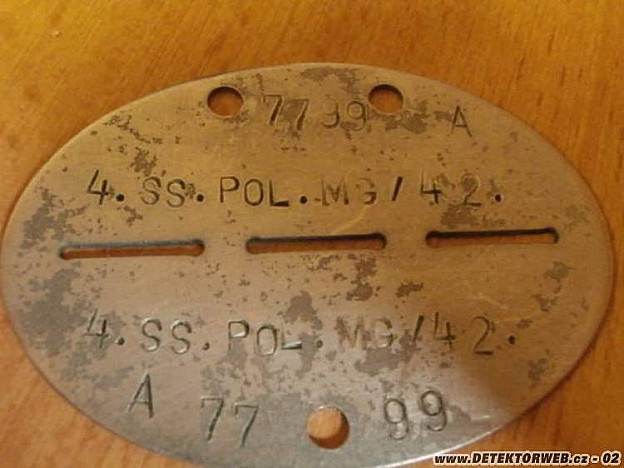 7799 A
4.SS.POL.MG/42.
4.SS.POL.MG/42.
A 77 99
www.DETEKTORWEB.cz - 02